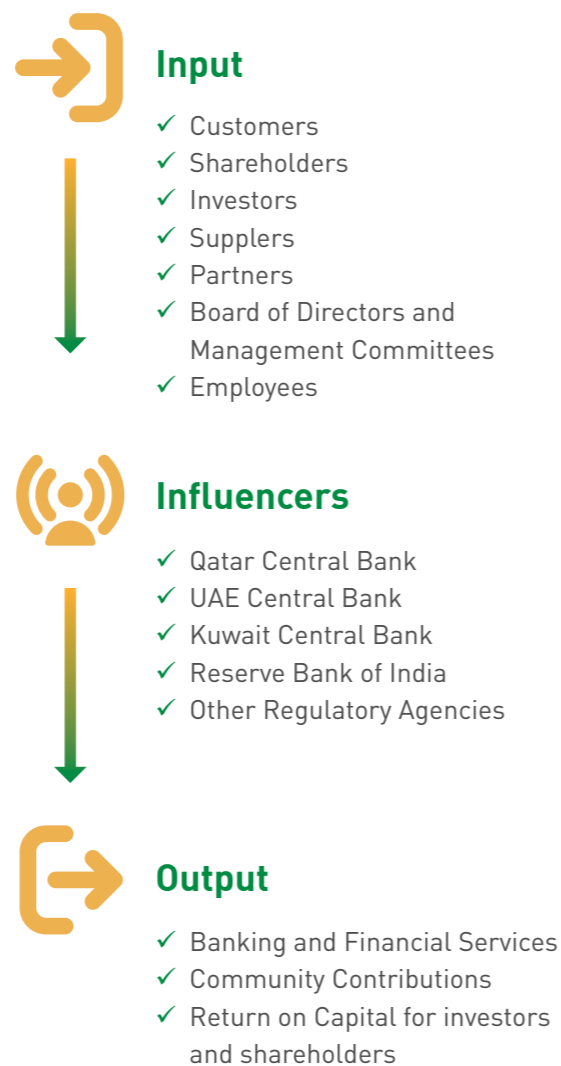 Input
✓ Customers
✓ Shareholders
✓ Investors
✓ Supplers
✓ Partners
✓ Board of Directors and
Management Committees
✓ Employees
Influencers
✓ Qatar Central Bank
✓ UAE Central Bank
✓ Kuwait Central Bank
✓ Reserve Bank of India
✓ Other Regulatory Agencies
Output
✓ Banking and Financial Services
✓ Community Contributions
✓ Return on Capital for investors
and shareholders